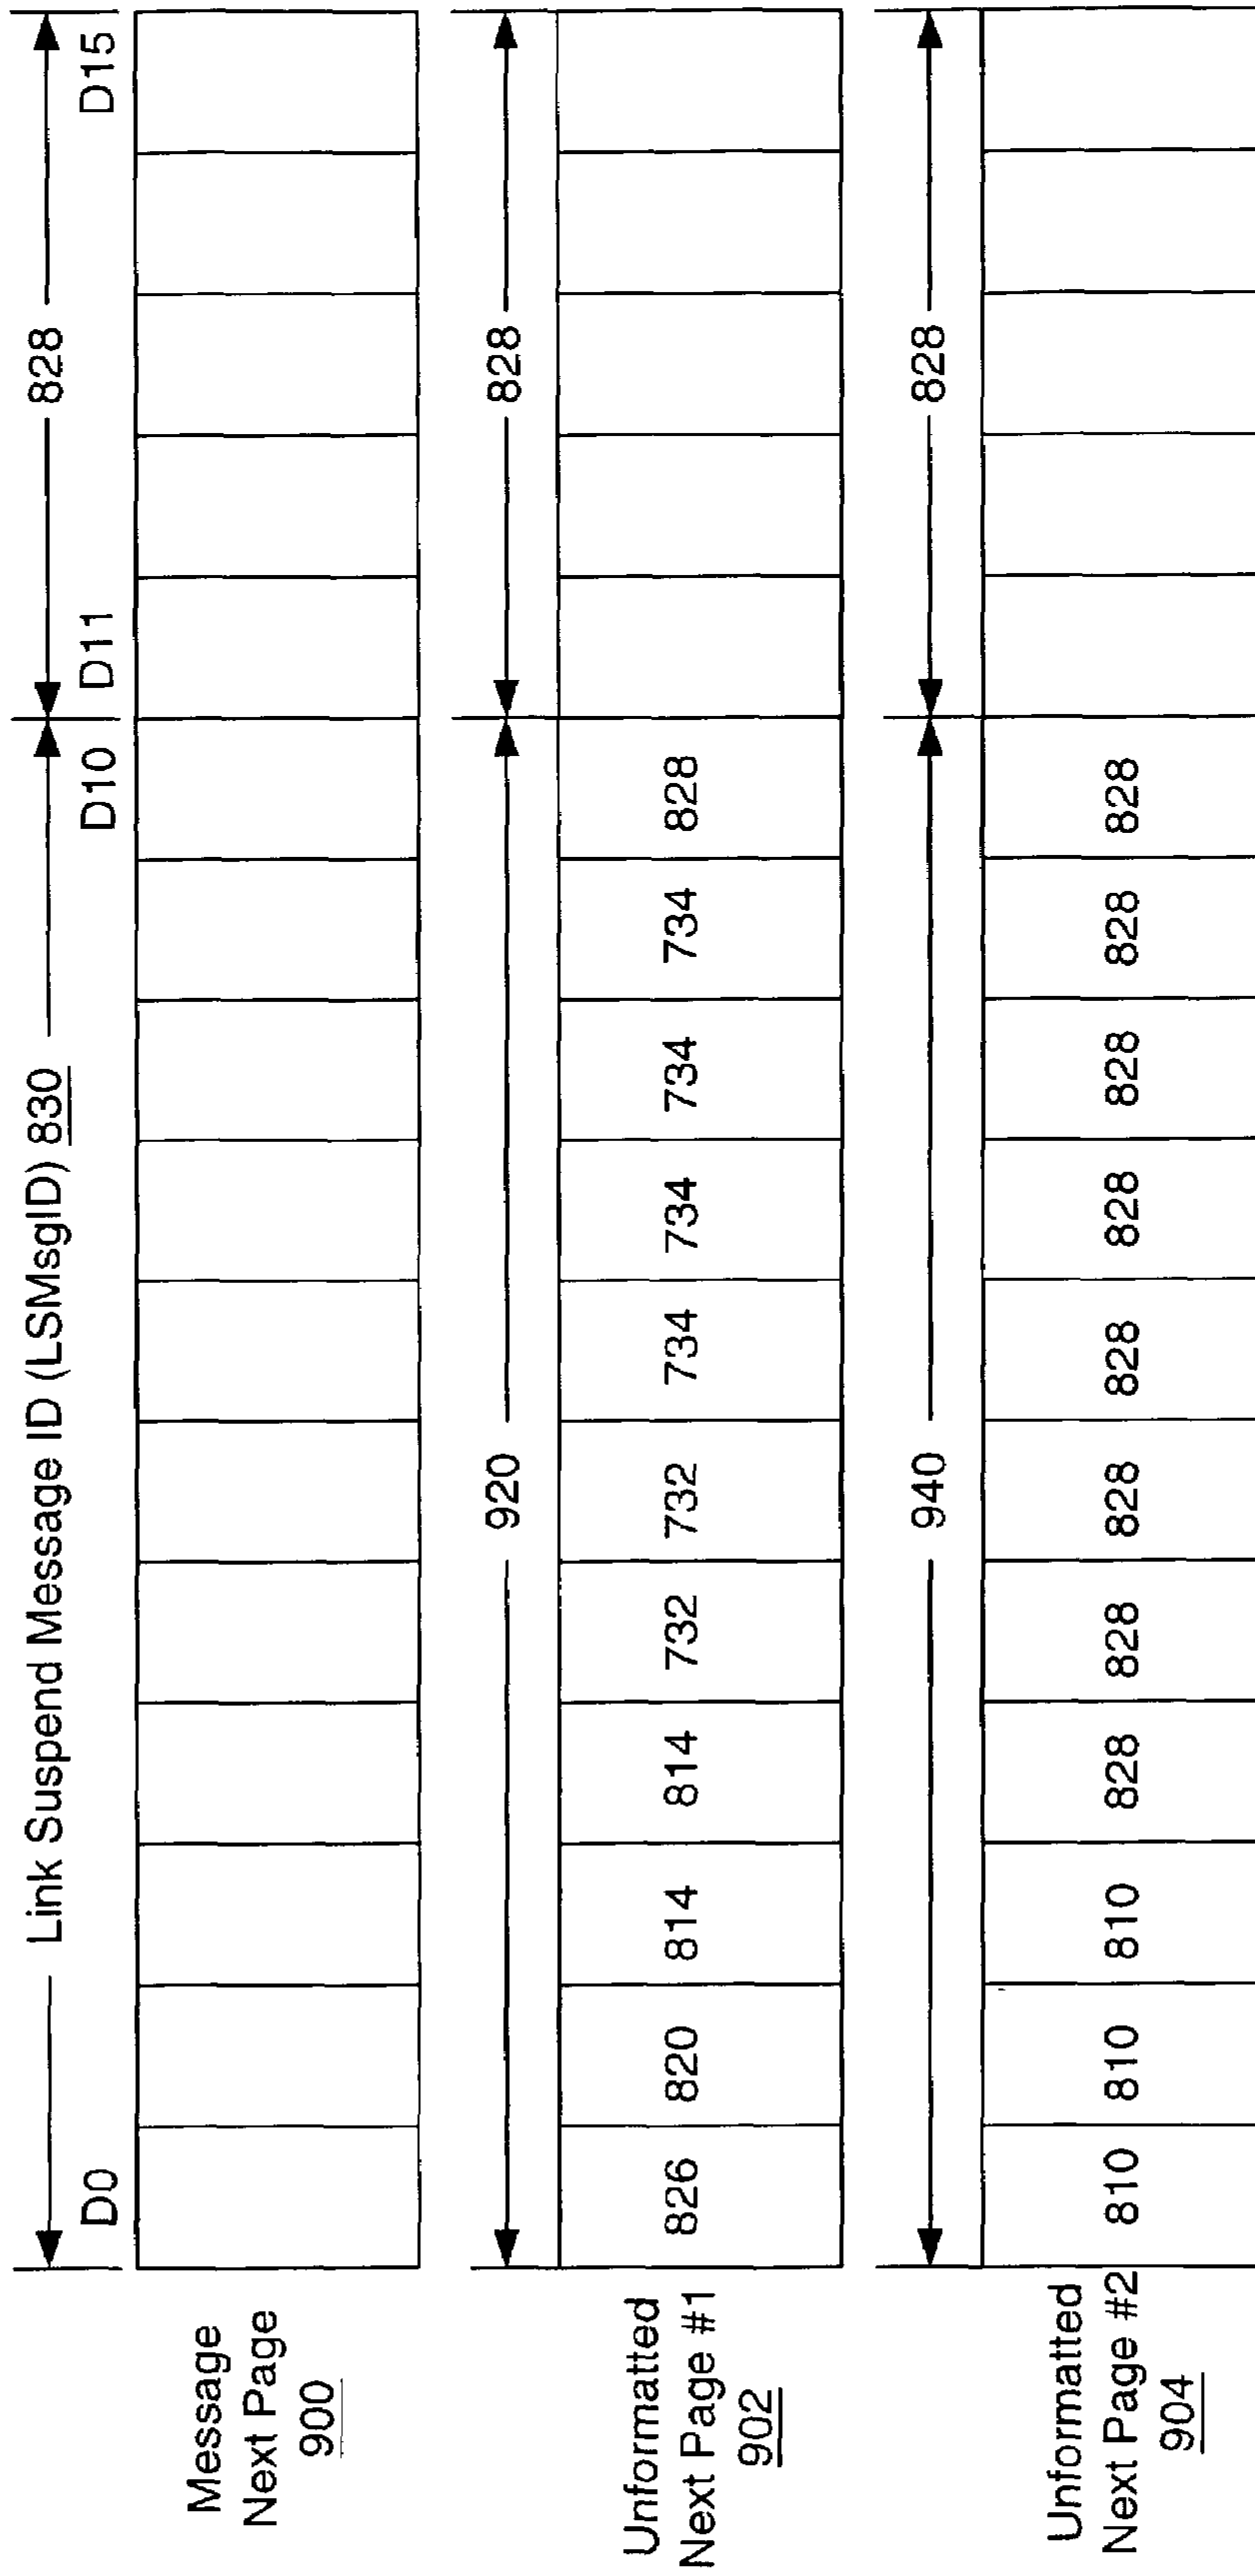 Link Suspend Message ID (LSMsgID) 830
828
D0
D10
D11
D15
Message
Next Page
900
920
828
Unformatted
Next Page #1
902
826 820 814 814 732 732 734 734 734 734 828
940
828
Unformatted
Next Page #2
904
810 810 810 828 828 828 828 828 828 828 828